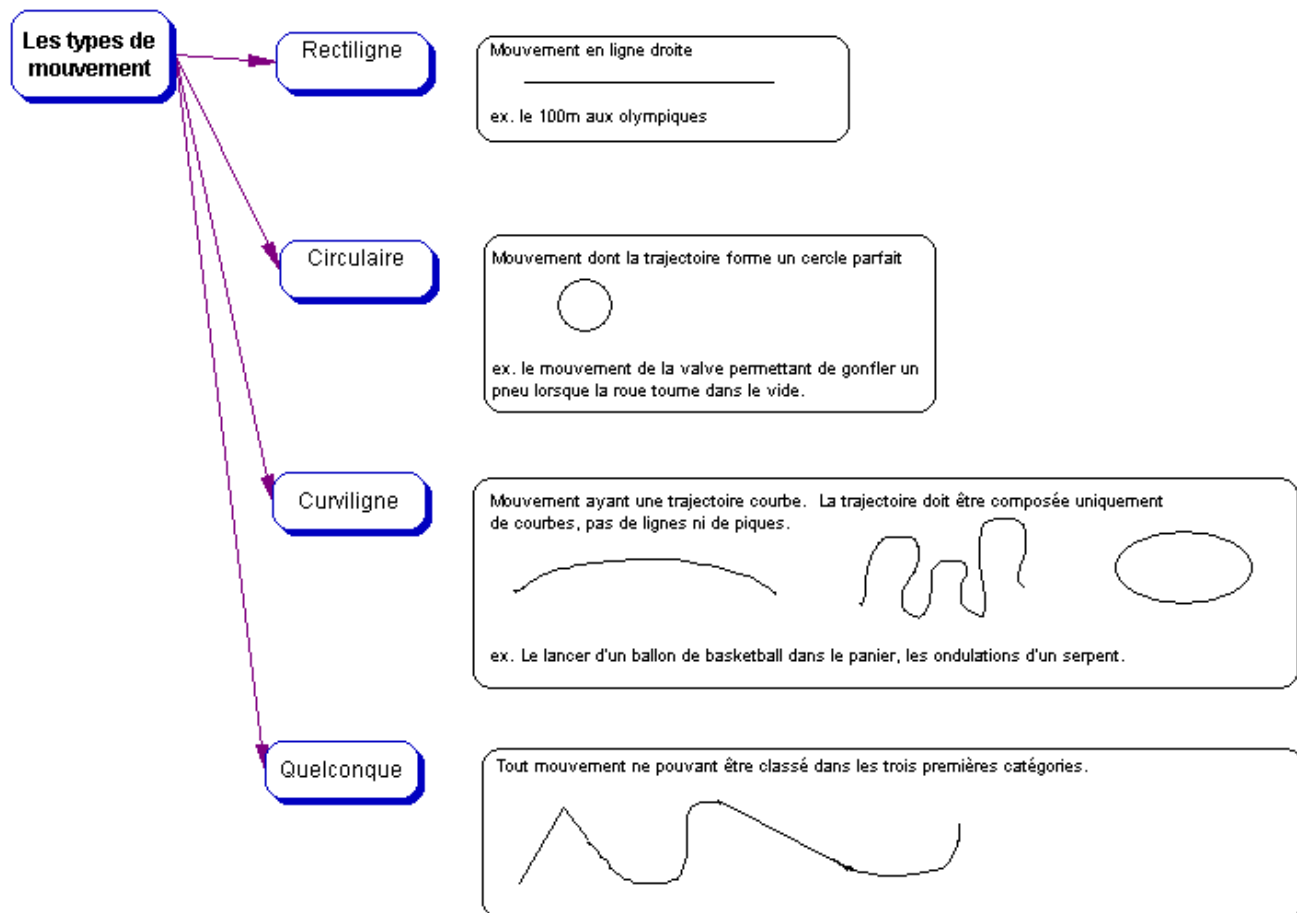 Les types de
mouvement
Rectiligne
Mouvement en ligne droite
ex. le 100m aux olympiques
Circulaire
Mouvement dont la trajectoire forme un cercle parfait
ex. le mouvement de la valve permettant de gonfler un
pneu lorsque la roue tourne dans le vide.
Curviligne
Mouvement ayant une trajectoire courbe. La trajectoire doit être composée uniquement
de courbes, pas de lignes ni de piques.
ex. Le lancer d'un ballon de basketball dans le panier, les ondulations d'un serpent.
Quelconque
Tout mouvement ne pouvant être classé dans les trois premières catégories.